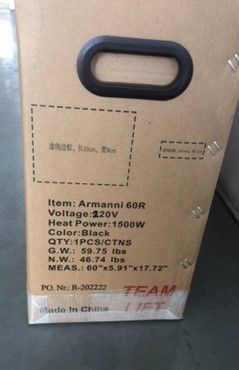 Item: Armanni 60R
Voltage:220V
Heat Power:1500W
Color:Black
QTY:1PCS/CTNS
G.W.: 59.75 lbs
N.W.: 46.74 lbs
MEAS.: 60"x5.91"x17.72"
PO. Nr.: R-202222
TEAM
LIFT
Made In China